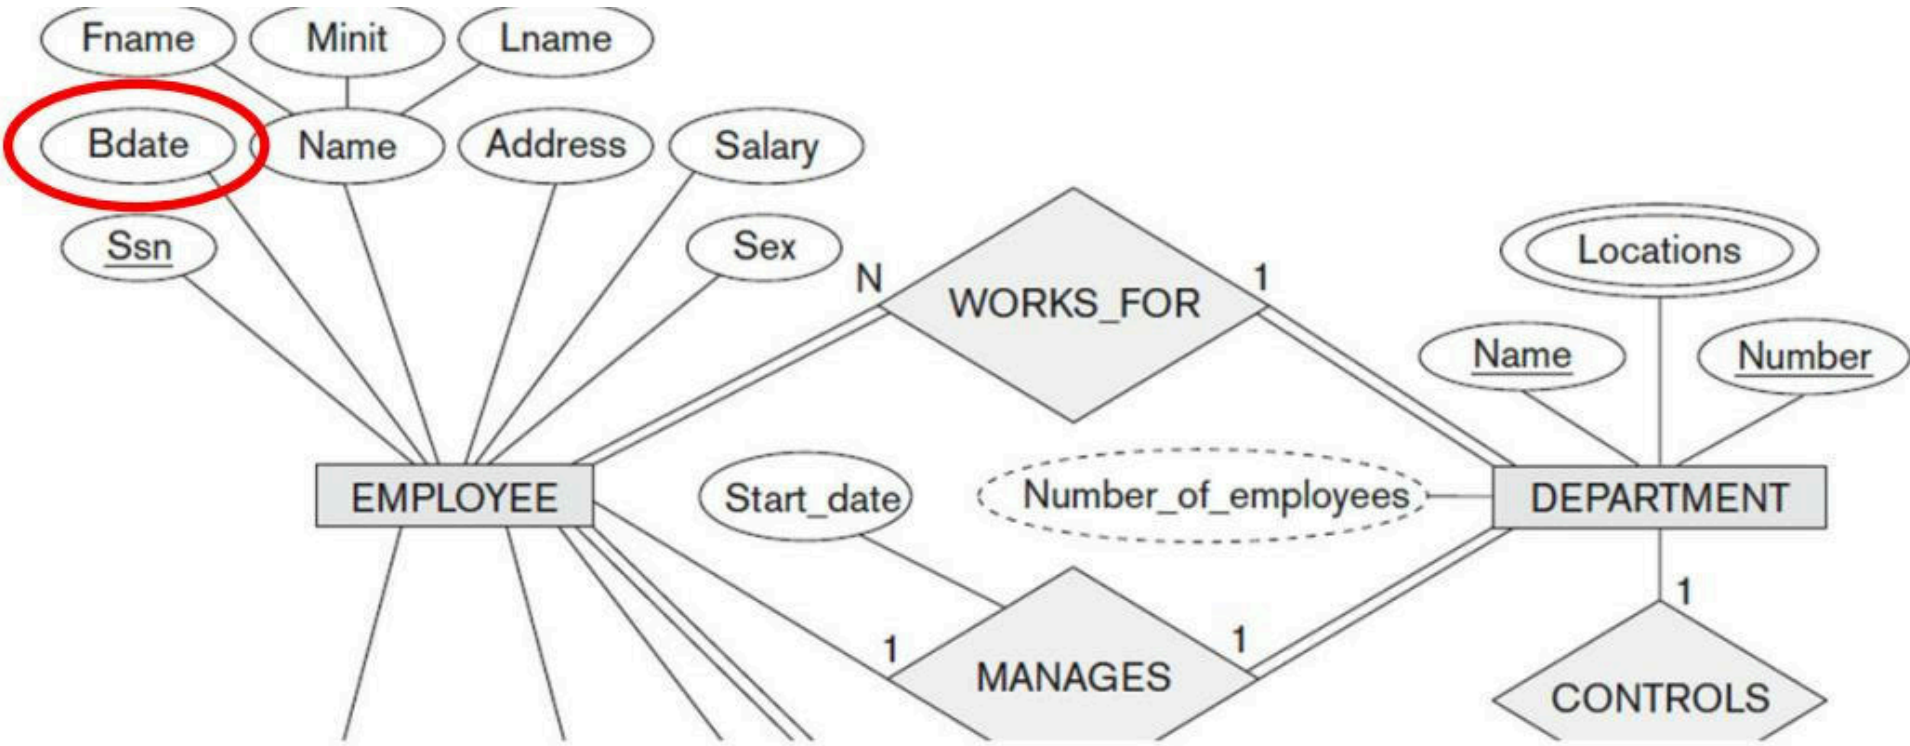 Fname
Minit
Lname
Bdate
Name
Address
Salary
Ssn
Sex
N
WORKS_FOR
1
Locations
Name
Number
EMPLOYEE
Start_date
Number_of_employees
DEPARTMENT
1
MANAGES
1
1
CONTROLS